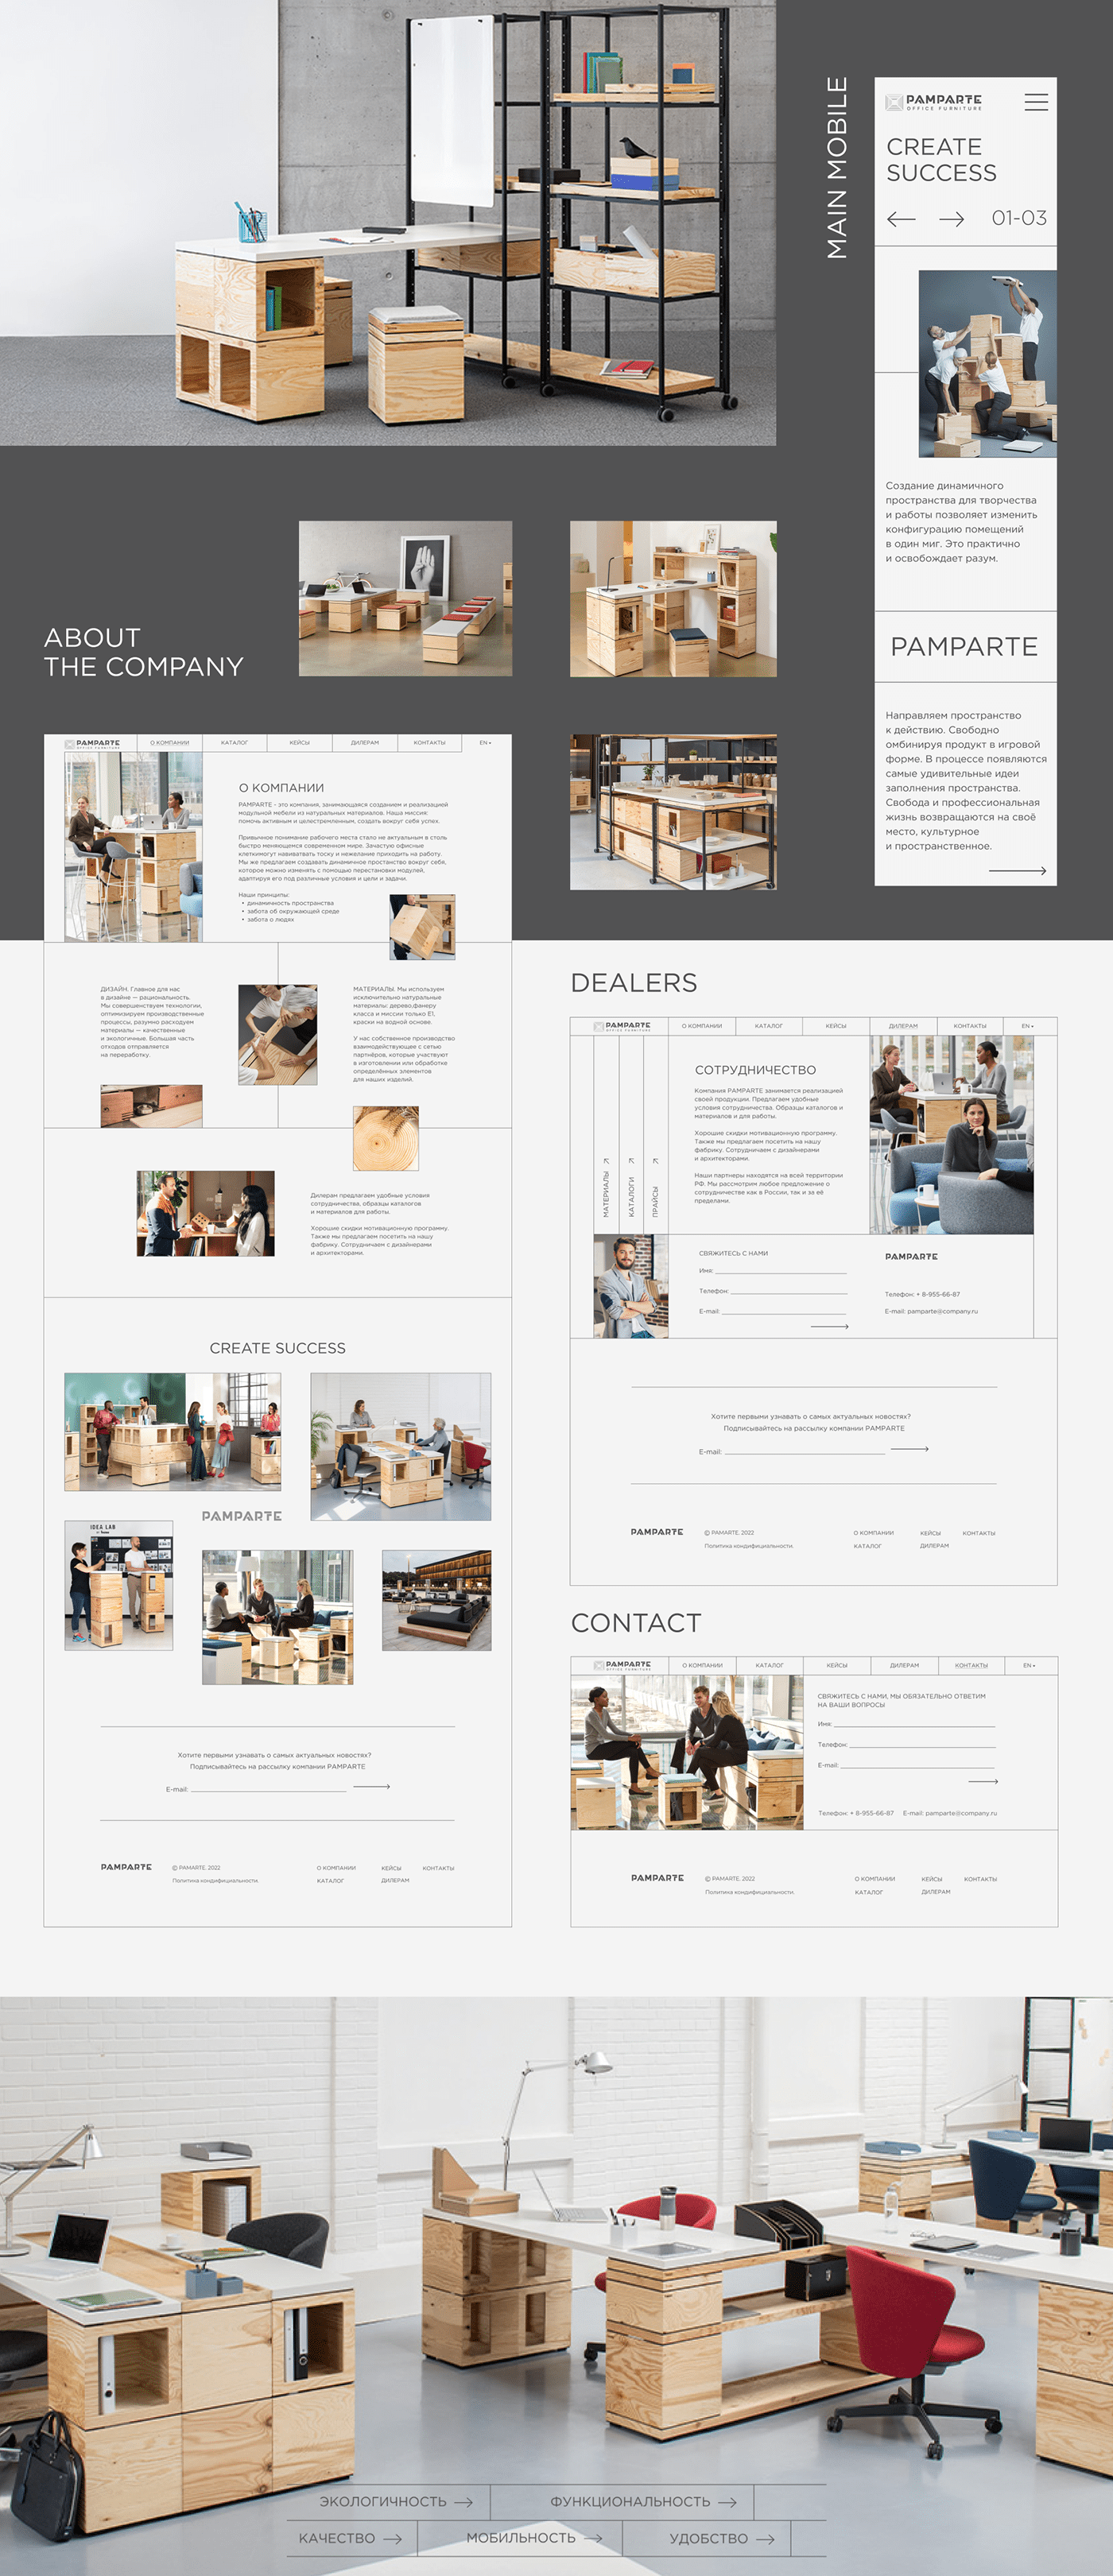 MAIN MOBILE
PAMPARTE
OFFICE FURNITURE
CREATE
SUCCESS
01-03
Создание динамичного
пространства для творчества
и работы позволяет изменить
конфигурацию помещений
в один миг. Это практично
и освобождает разум.
PAMPARTE
Направляем пространство
к действию. Свободно
омбинируя продукт в игровой
форме. В процессе появляются
самые удивительные идеи
заполнения пространства.
Свобода и профессиональная
жизнь возвращаются на своё
место, культурное
и пространственное.
ABOUT
THE COMPANY
PAMPARTE
OFFICE FURNITURE
О КОМПАНИИ
КАТАЛОГ
КЕЙСЫ
ДИЛЕРАМ
КОНТАКТЫ
EN
О КОМПАНИИ
PAMPARTE - это компания, занимающаяся созданием и реализацией
модульной мебели из натуральных материалов. Наша миссия:
помочь активным и целестремленным, создать вокруг себя успех.
Привычное понимание рабочего места стало не актуальным в столь
быстро меняющемся современном мире. Зачастую офисные
клеткимогут навиватвать тоску и нежелание приходить на работу.
Мы же предлагаем создавать динамичное простанство вокруг себя,
которое можно изменять с помощью перестановки модулей,
адаптируя его под различные условия и цели и задачи.
Наши принципы:
• динамичность пространства
• забота об окружающей среде
• забота о людях
ДИЗАЙН. Главное для нас
в дизайне — рациональность.
Мы совершенствуем технологии,
оптимизируем производственные
процессы, разумно расходуем
материалы — качественные
и экологичные. Большая часть
отходов отправляется
на переработку.
МАТЕРИАЛЫ. Мы используем
исключительно натуральные
материалы: дерево,фанеру
класса и миссии только Е1,
краски на водной основе.
У нас собственное производство
взаимодействующее с сетью
партнёров, которые участвуют
в изготовлении или обработке
определённых элементов
для наших изделий.
Дилерам предлагаем удобные условия
сотрудничества, образцы каталогов
и материалов для работы.
Хорошие скидки мотивационную программу.
Также мы предлагаем посетить на нашу
фабрику. Сотрудничаем с дизайнерами
и архитекторами.
CREATE SUCCESS
PAMPARTE
IDEA LAB
Хотите первыми узнавать о самых актуальных новостях?
Подписывайтесь на рассылку компании PAMPARTE
E-mail:
PAMPARTE
© PAMARTE. 2022
Политика кондифициальности.
О КОМПАНИИ
КЕЙСЫ
КОНТАКТЫ
КАТАЛОГ
ДИЛЕРАМ
DEALERS
PAMPARTE
OFFICE FURNITURE
О КОМПАНИИ
КАТАЛОГ
КЕЙСЫ
ДИЛЕРАМ
КОНТАКТЫ
EN
МАТЕРИАЛЫ
КАТАЛОГИ
ПРАЙСЫ
СОТРУДНИЧЕСТВО
Компания PAMPARTE занимается реализацией
своей продукции. Предлагаем удобные
условия сотрудничества. Образцы каталогов и
материалов и для работы.
Хорошие скидки мотивационную программу.
Также мы предлагаем посетить на нашу
фабрику. Сотрудничаем с дизайнерами
и архитекторами.
Наши партнеры находятся на всей территории
РФ. Мы рассмотрим любое предложение о
сотрудничестве как в России, так и за её
пределами.
СВЯЖИТЕСЬ С НАМИ
Имя:
Телефон:
E-mail:
PAMPARTE
Телефон: + 8-955-66-87
E-mail: pamparte@company.ru
Хотите первыми узнавать о самых актуальных новостях?
Подписывайтесь на рассылку компании PAMPARTE
E-mail:
PAMPARTE
© PAMARTE. 2022
Политика кондифициальности.
О КОМПАНИИ
КЕЙСЫ
КОНТАКТЫ
КАТАЛОГ
ДИЛЕРАМ
CONTACT
PAMPARTE
OFFICE FURNITURE
О КОМПАНИИ
КАТАЛОГ
КЕЙСЫ
ДИЛЕРАМ
КОНТАКТЫ
EN
СВЯЖИТЕСЬ С НАМИ, МЫ ОБЯЗАТЕЛЬНО ОТВЕТИМ
НА ВАШИ ВОПРОСЫ
Имя:
Телефон:
E-mail:
Телефон: + 8-955-66-87 E-mail: pamparte@company.ru
PAMPARTE
© PAMARTE. 2022
Политика кондифициальности.
О КОМПАНИИ
КЕЙСЫ
КОНТАКТЫ
КАТАЛОГ
ДИЛЕРАМ
ЭКОЛОГИЧНОСТЬ
ФУНКЦИОНАЛЬНОСТЬ
КАЧЕСТВО
МОБИЛЬНОСТЬ
УДОБСТВО